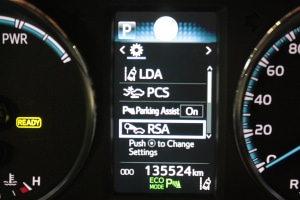 P
PWR
LDA
PCS
Parking Assist On
RSA
Push to Change
Settings
READY
ODO 135524 km
ECO
MODE
H
80
60
40
20
0